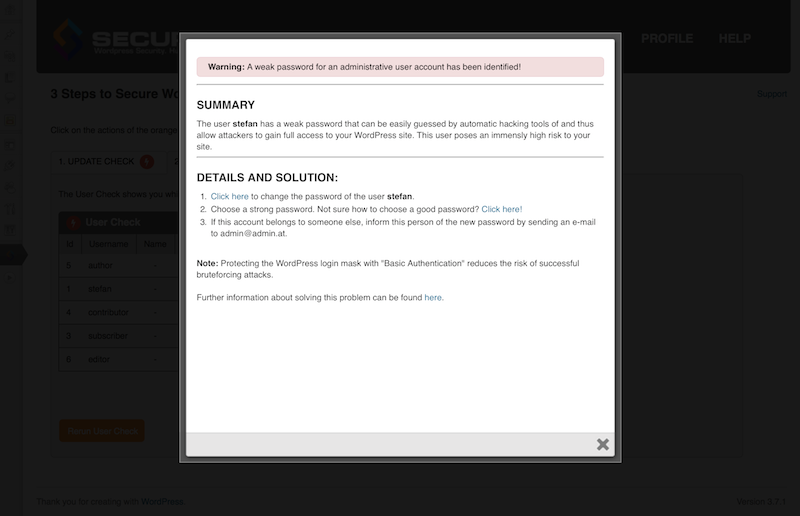 SECU
Wordpress Security
PROFILE HELP
3 Steps to Secure Wo
Support
Click on the actions of the orange
1. UPDATE CHECK
2
The User Check shows you wh
User Check
Id Username Name
5 author -
1 stefan -
4 contributor -
3 subscriber -
editor -
Rerun User Check
Warning: A weak password for an administrative user account has been identified!
SUMMARY
The user stefan has a weak password that can be easily guessed by automatic hacking tools of and thus
allow attackers to gain full access to your WordPress site. This user poses an immensly high risk to your
site.
DETAILS AND SOLUTION:
1. Click here to change the password of the user stefan.
2. Choose a strong password. Not sure how to choose a good password? Click here!
3. If this account belongs to someone else, inform this person of the new password by sending an e-mail
to admin@admin.at.
Note: Protecting the WordPress login mask with "Basic Authentication" reduces the risk of successful
bruteforcing attacks.
Further information about solving this problem can be found here.
Thank you for creating with WordPress.
Version 3.7.1